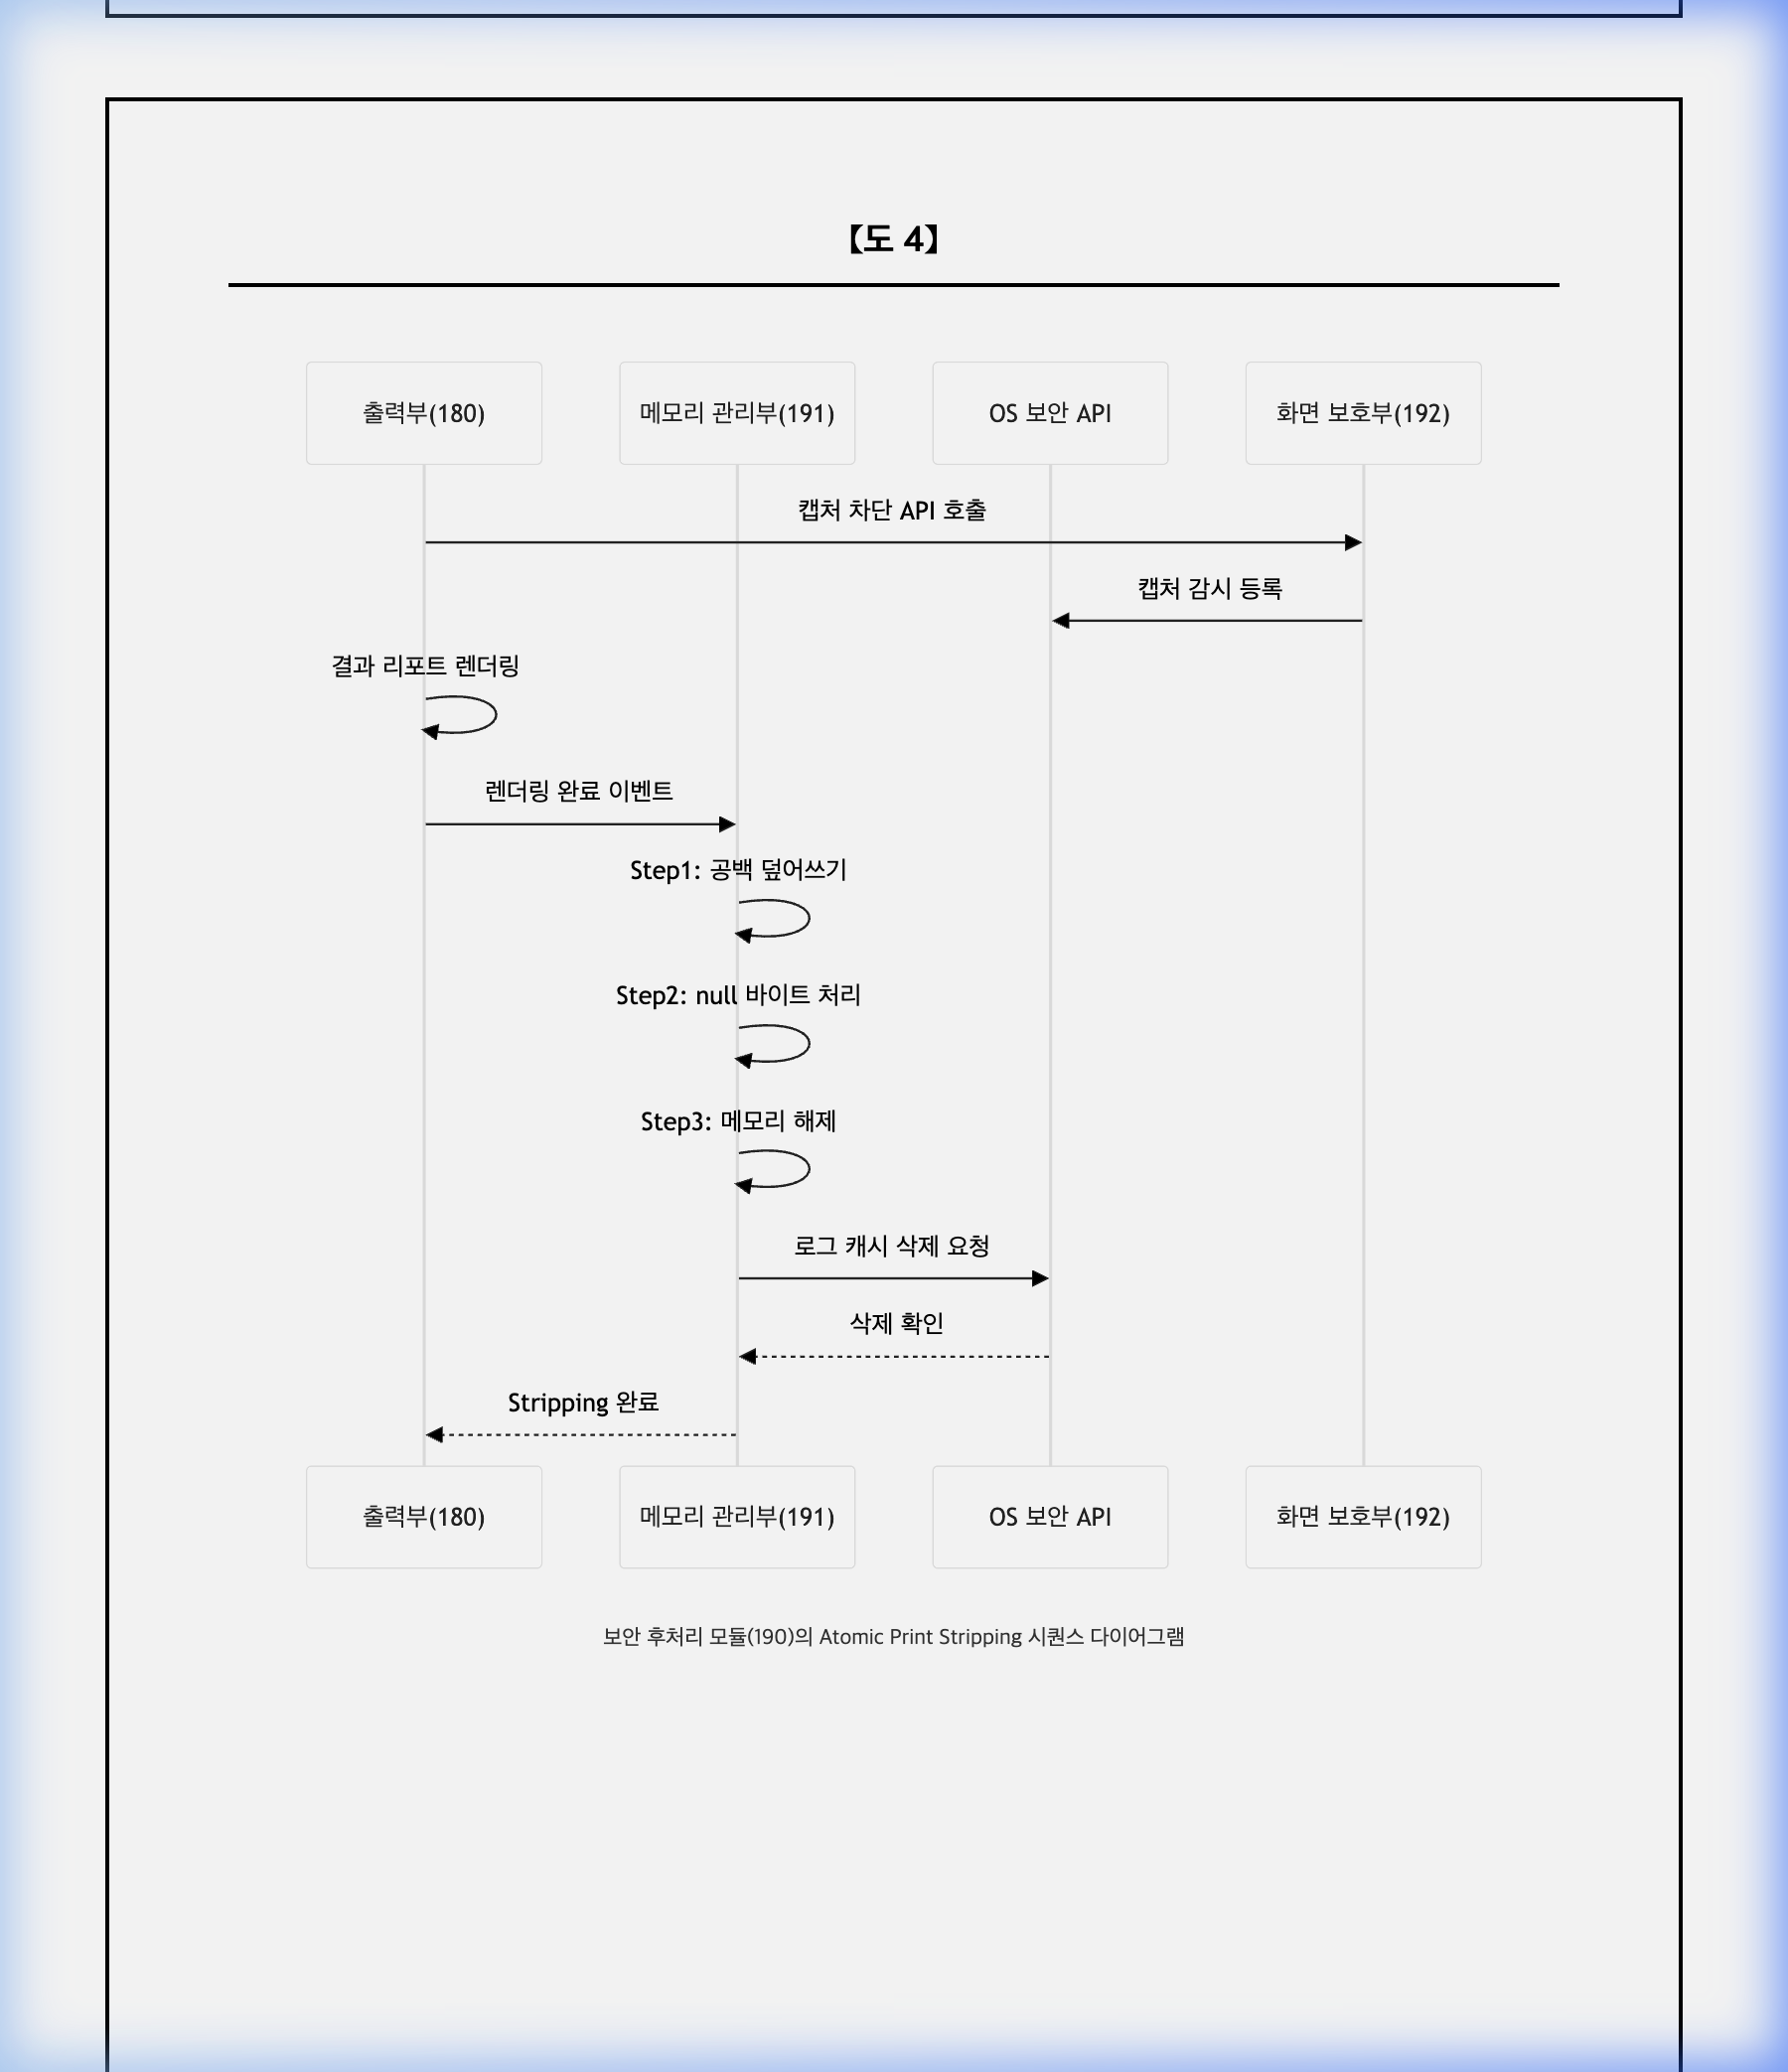 【도 4】
출력부(180)
메모리 관리부(191)
OS 보안 API
화면 보호부(192)
캡처 차단 API 호출
캡처 감시 등록
결과 리포트 렌더링
렌더링 완료 이벤트
Step1: 공백 덮어쓰기
Step2: null 바이트 처리
Step3: 메모리 해제
로그 캐시 삭제 요청
삭제 확인
Stripping 완료
출력부(180)
메모리 관리부(191)
OS 보안 API
화면 보호부(192)
보안 후처리 모듈(190)의 Atomic Print Stripping 시퀀스 다이어그램